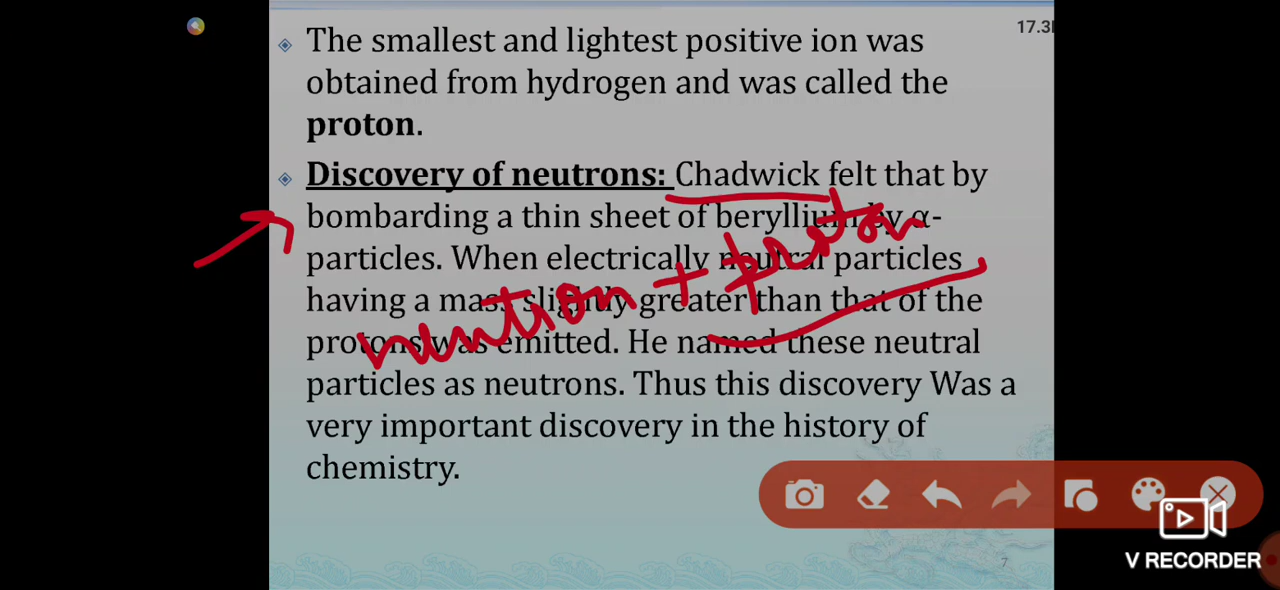 17.3
The smallest and lightest positive ion was
obtained from hydrogen and was called the
proton.
Discovery of neutrons: Chadwick felt that by
bombarding a thin sheet of beryllium by α-
particles. When electrically neutral particles
having a mass slightly greater than that of the
protons was emitted. He named these neutral
particles as neutrons. Thus this discovery Was a
very important discovery in the history of
chemistry.
neutron + proton
7
V RECORDER